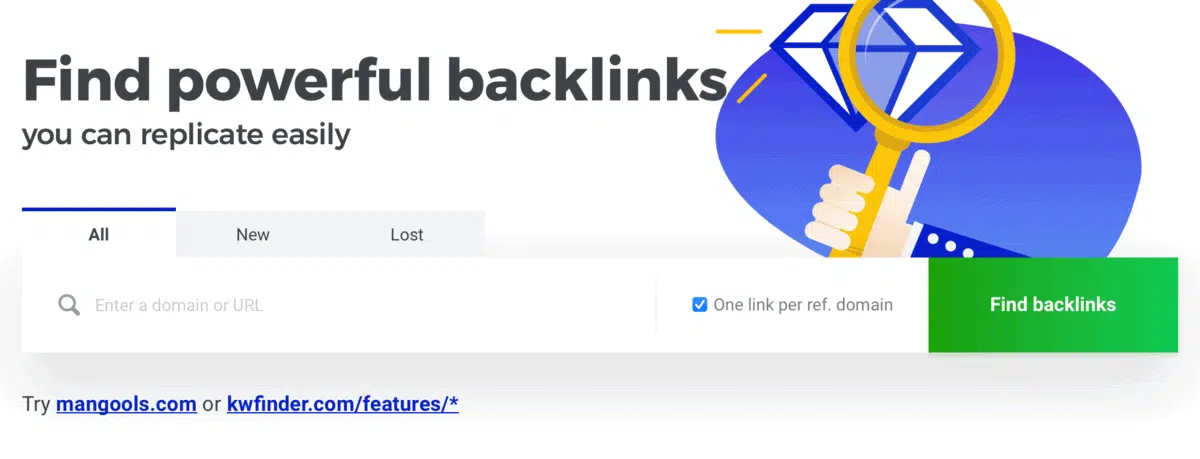 Find powerful backlinks
you can replicate easily
All New Lost
Enter a domain or URL One link per ref. domain Find backlinks
Try mangools.com or kwfinder.com/features/*